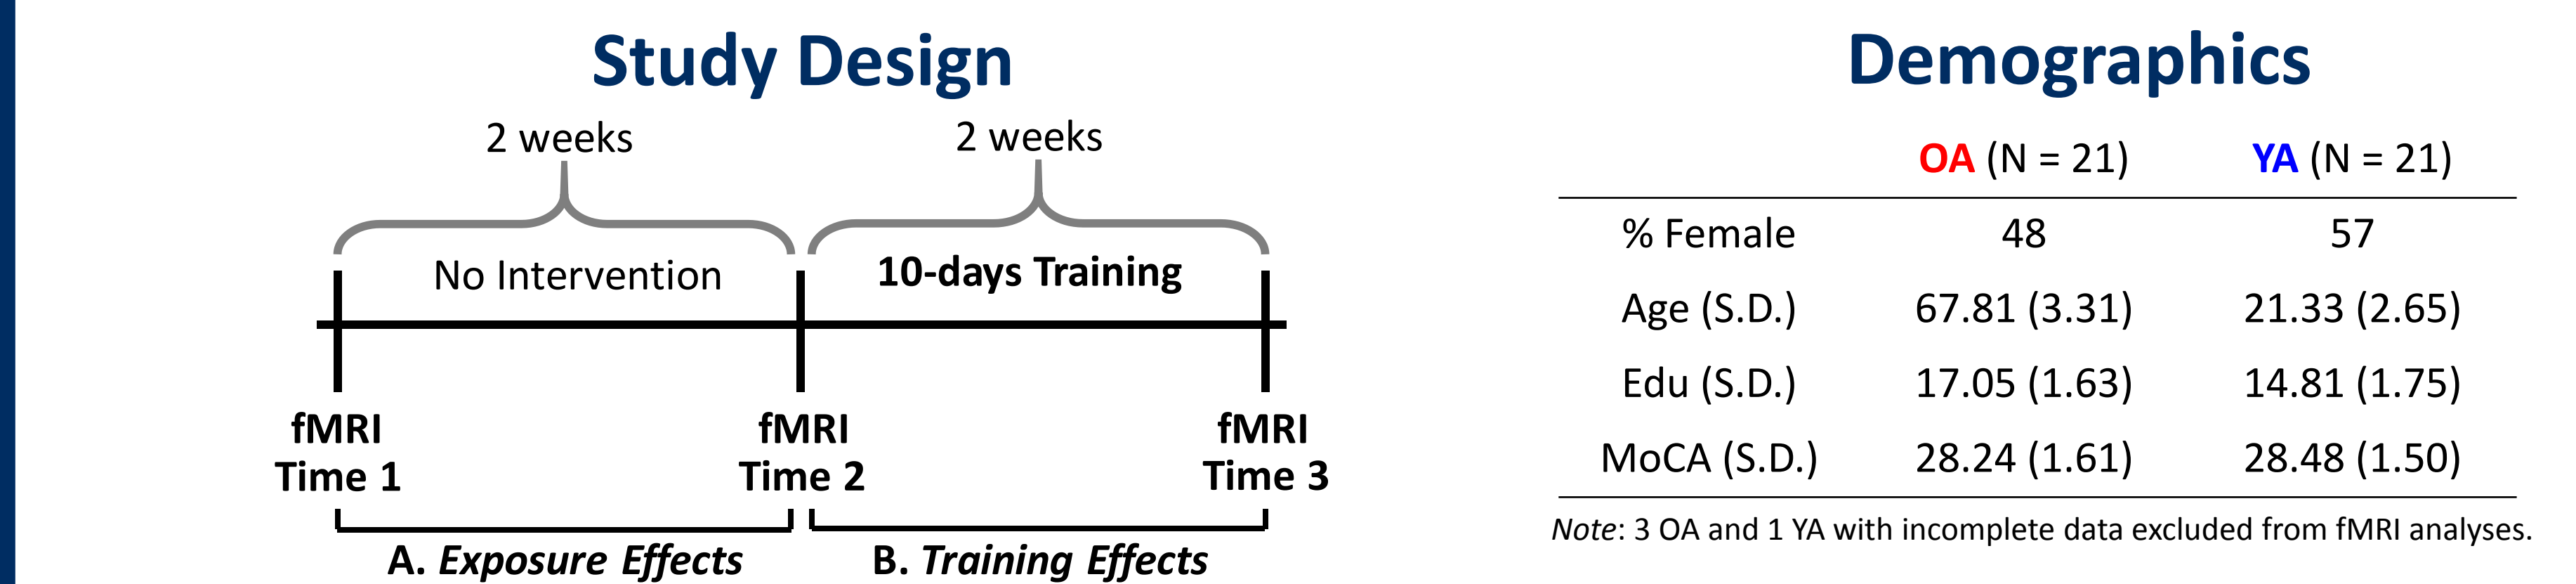 Study Design
2 weeks
2 weeks
No Intervention
10-days Training
fMRI
Time 1
fMRI
Time 2
fMRI
Time 3
A. Exposure Effects
B. Training Effects
Demographics
OA (N = 21) YA (N = 21)
% Female 48 57
Age (S.D.) 67.81 (3.31) 21.33 (2.65)
Edu (S.D.) 17.05 (1.63) 14.81 (1.75)
MoCA (S.D.) 28.24 (1.61) 28.48 (1.50)
Note: 3 OA and 1 YA with incomplete data excluded from fMRI analyses.